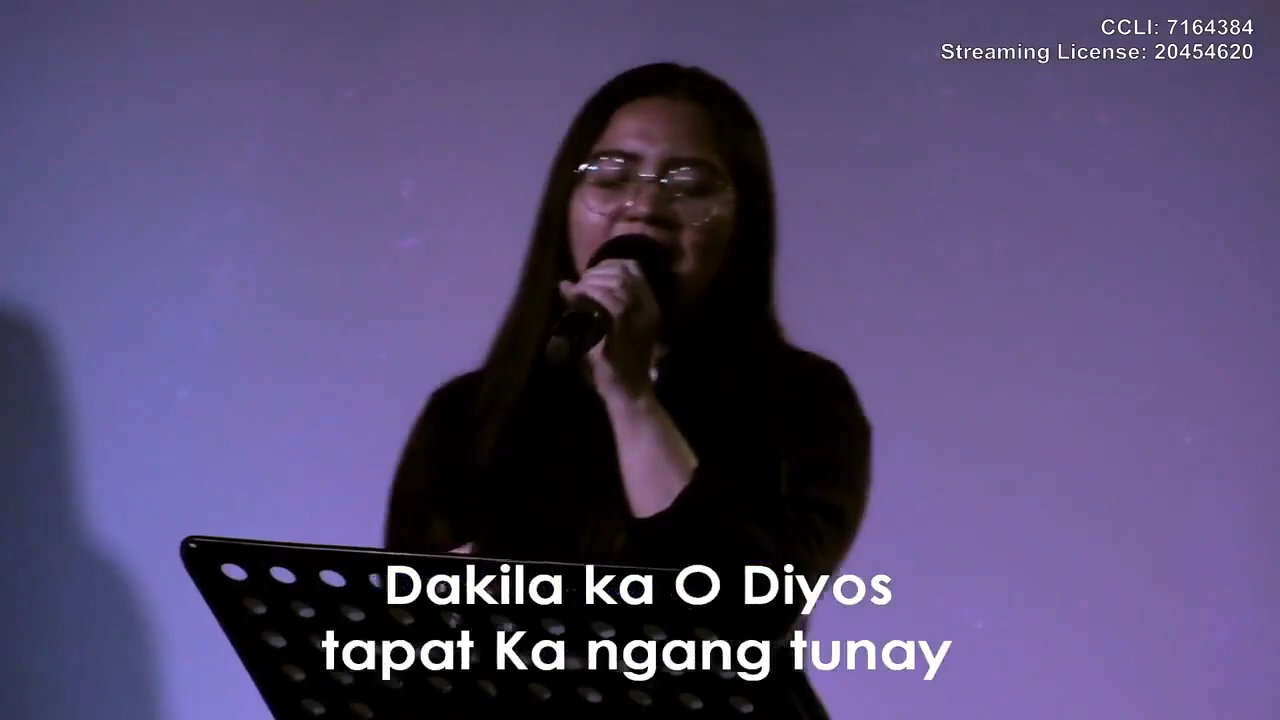 CCLI: 7164384
Streaming License: 20454620
Dakila ka O Diyos
tapat Ka ngang tunay